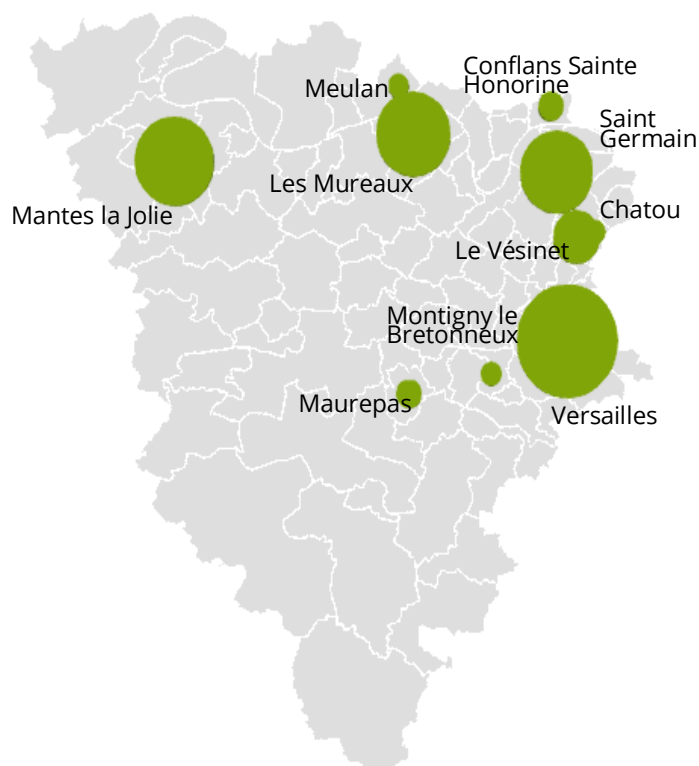 Conflans Sainte
Honorine
Meulan
Saint
Germain
Les Mureaux
Mantes la Jolie
Chatou
Le Vésinet
Montigny le
Bretonneux
Maurepas
Versailles